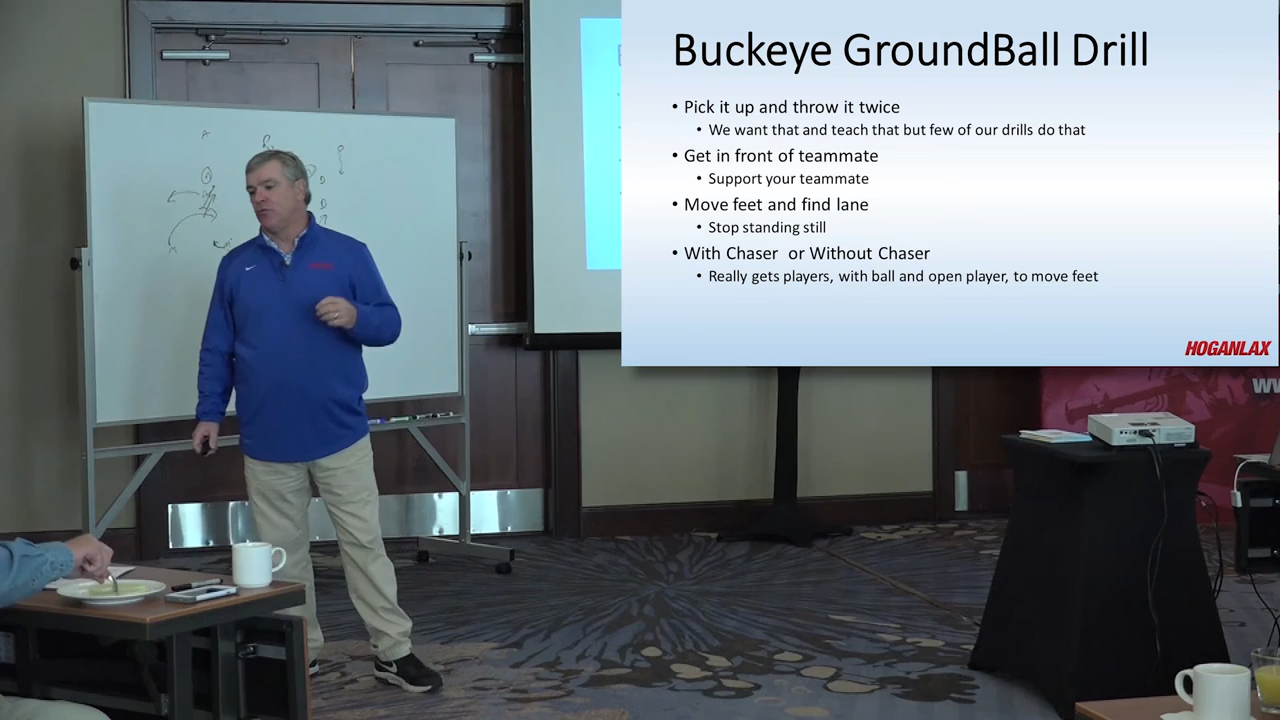 Buckeye GroundBall Drill
• Pick it up and throw it twice
• We want that and teach that but few of our drills do that
• Get in front of teammate
• Support your teammate
• Move feet and find lane
• Stop standing still
• With Chaser or Without Chaser
• Really gets players, with ball and open player, to move feet
HOGANLAX
A
D
D